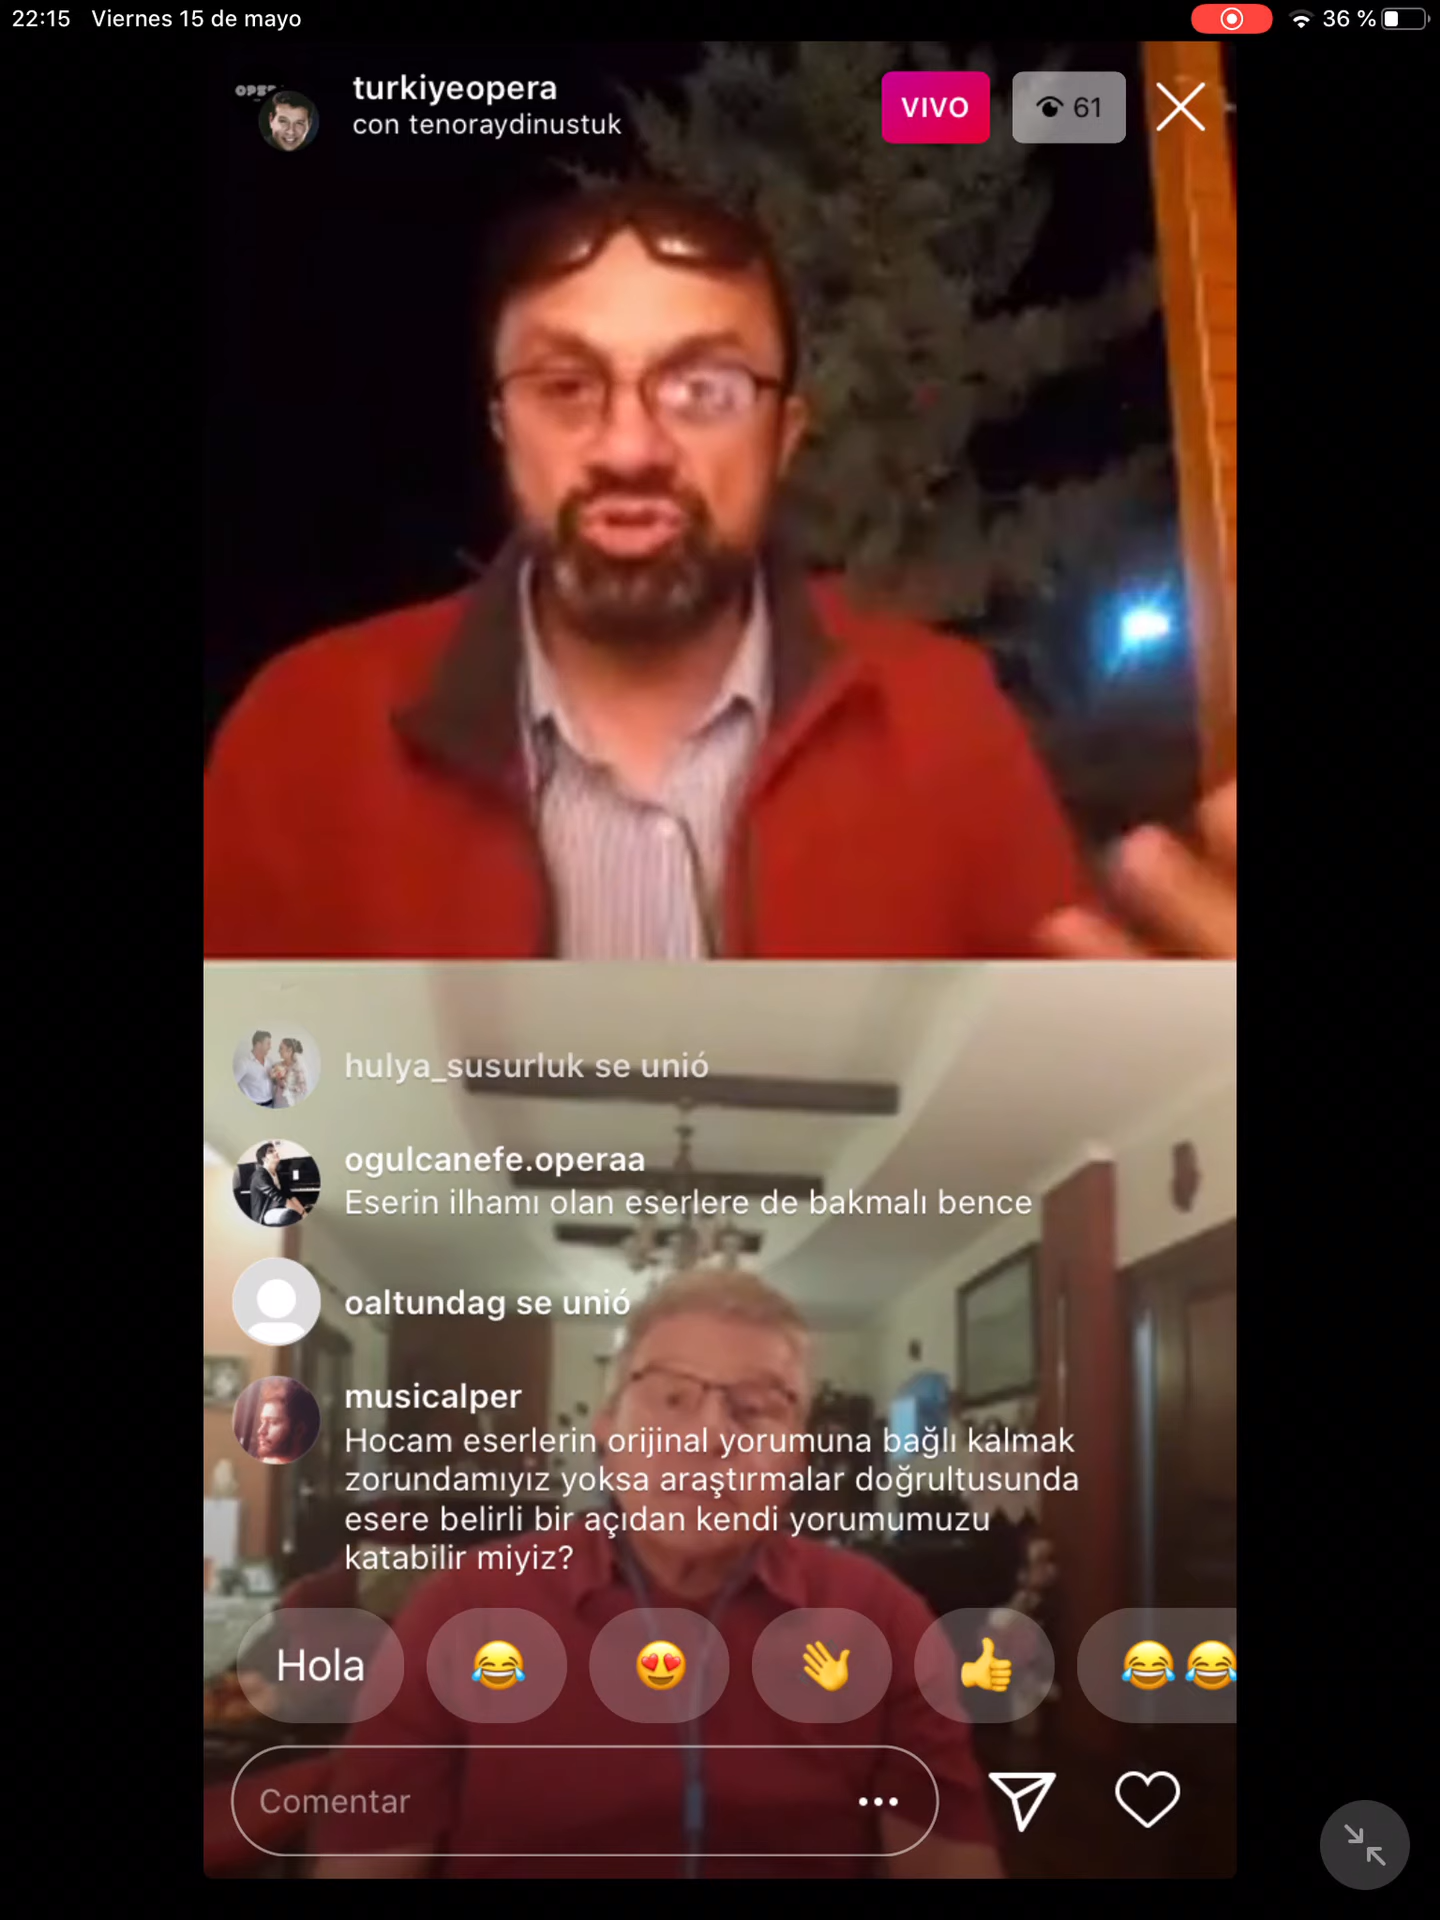 22:15 Viernes 15 de mayo
36 %
turkiyeopera
con tenoraydinustuk
VIVO
61
hulya_susurluk se unió
ogulcanefe.operaa
Eserin ilhamı olan eserlere de bakmalı bence
oaltundag se unió
musicalper
Hocam eserlerin orijinal yorumuna bağlı kalmak
zorundamıyız yoksa araştırmalar doğrultusunda
esere belirli bir açıdan kendi yorumumuzu
katabilir miyiz?
Hola
😂
😍
👋
👍
😂😂
Comentar